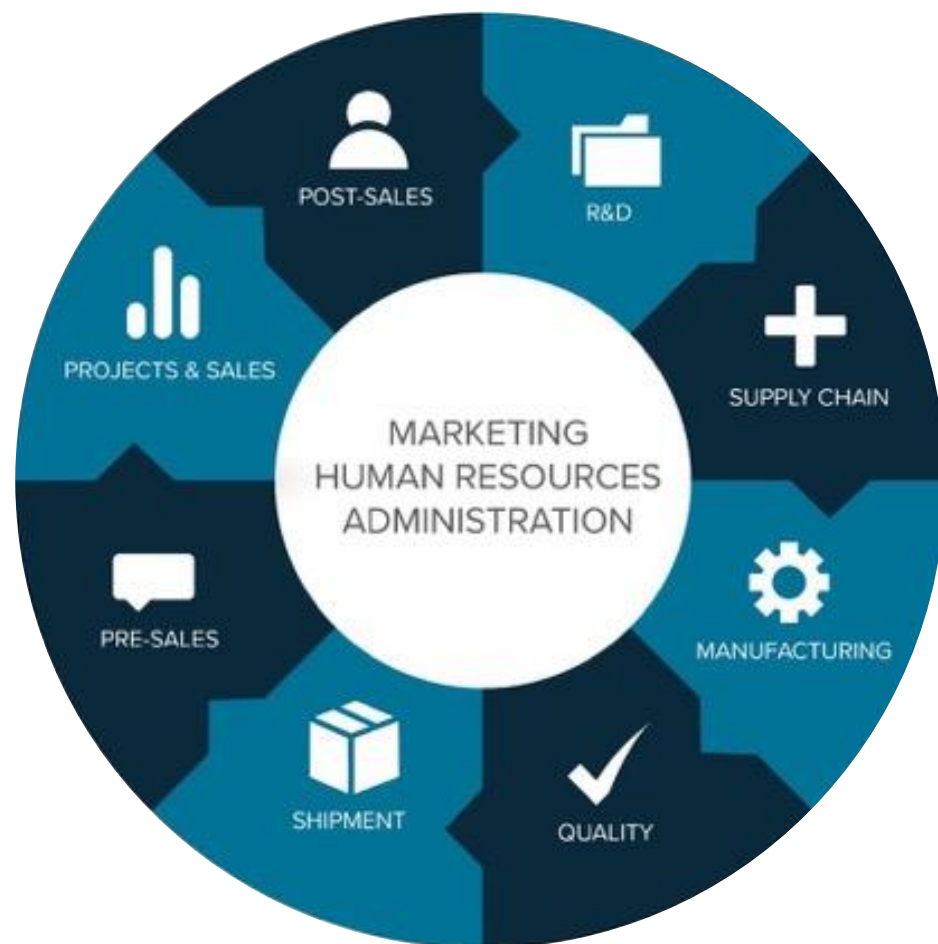 POST-SALES
R&D
SUPPLY CHAIN
MANUFACTURING
QUALITY
SHIPMENT
PRE-SALES
PROJECTS & SALES
MARKETING
HUMAN RESOURCES
ADMINISTRATION